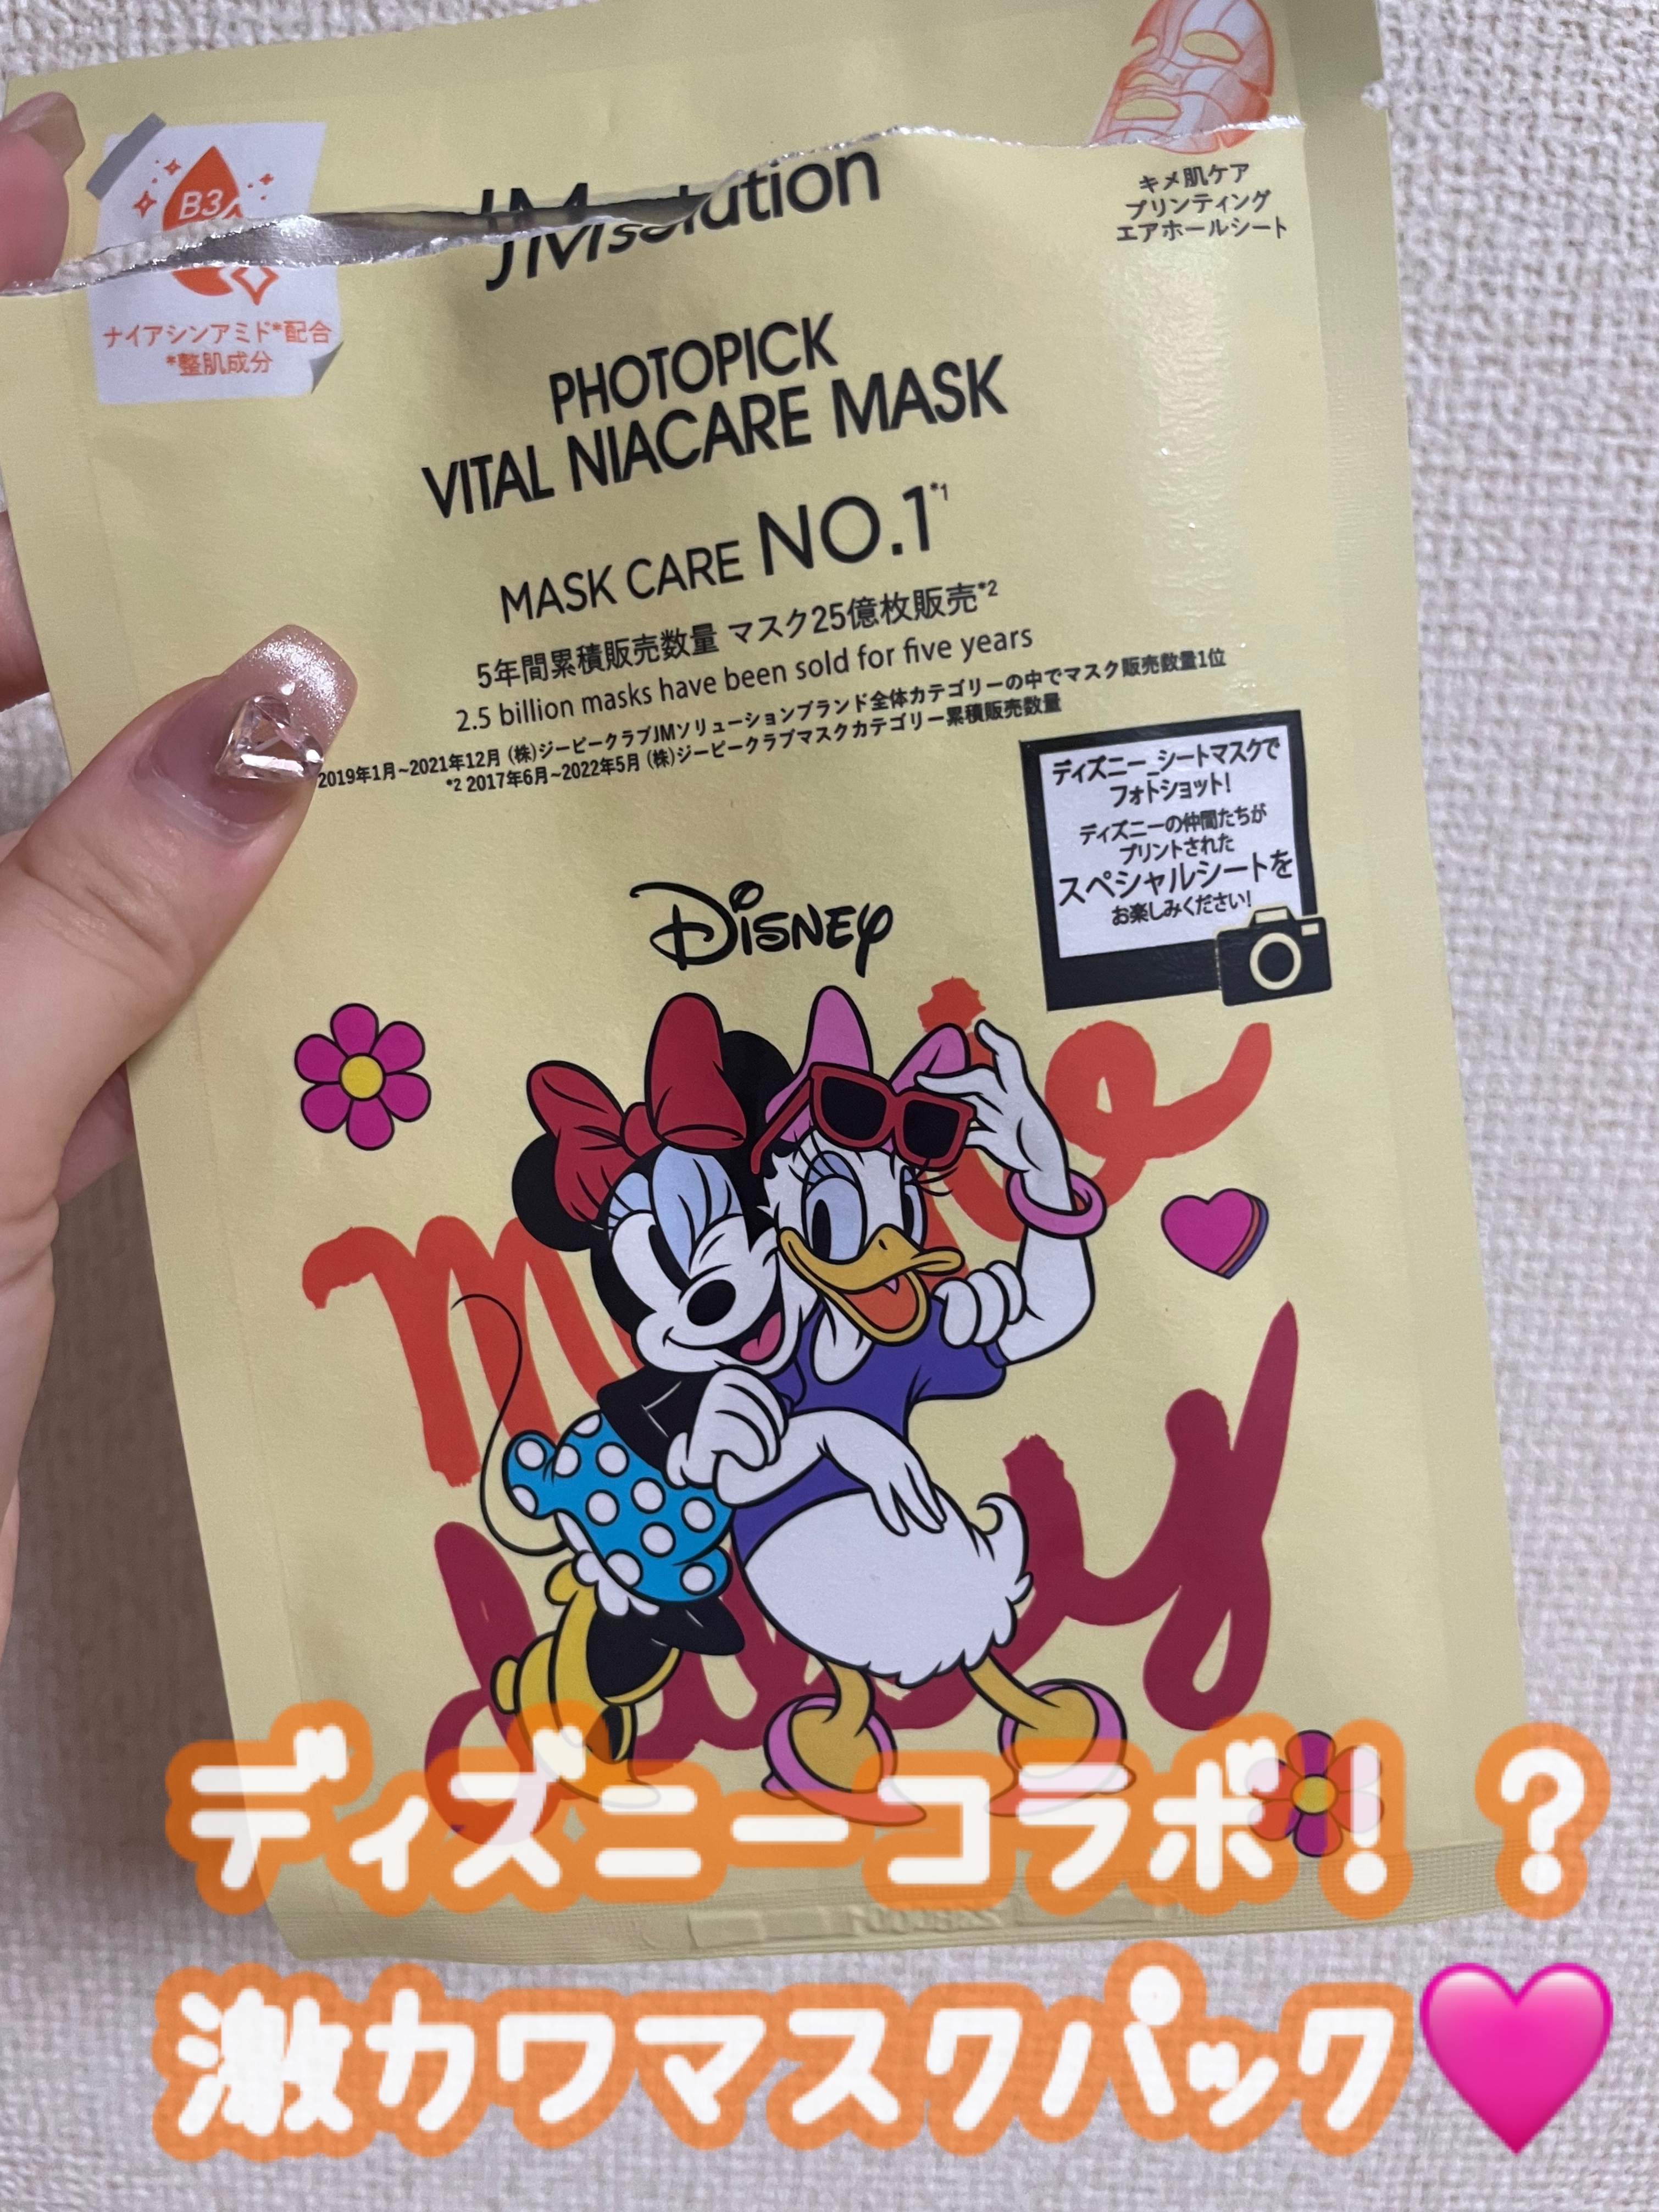 B3
JMsolution
キメ肌ケア
プリンティング
エアホールシート
ナイアシンアミド*配合
*整肌成分
PHOTOPICK
VITAL NIACARE MASK
MASK CARE NO.1*1
5年間累積販売数量 マスク25億枚販売*2
2.5 billion masks have been sold for five years
2019年1月~2021年12月 (株)ジーピークラブJMソリューションブランド全体カテゴリーの中でマスク販売数量1位
*2 2017年6月~2022年5月 (株)ジーピークラブマスクカテゴリー累積販売数量
ディズニー シートマスクで
フォトショット!
ディズニーの仲間たちが
プリントされた
スペシャルシートを
お楽しみください!
Disney
ディズニーコラボ！？
激カワマスクパック🩷